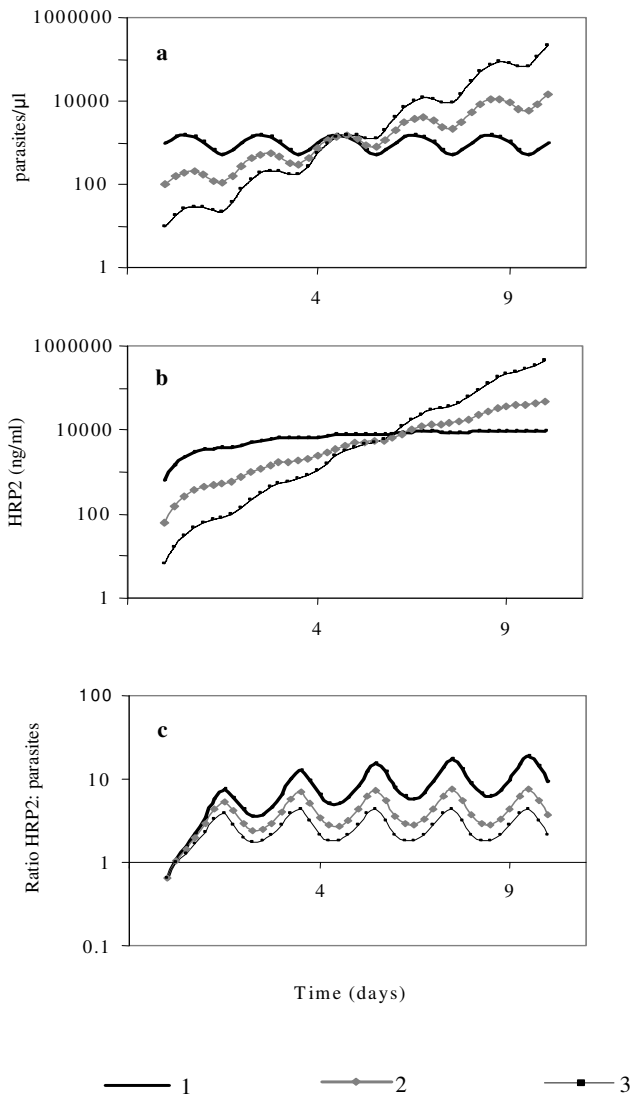 1000000
a
10000
parasites/µl
100
1
4 9
1000000
b
10000
HRP2 (ng/ml)
100
1
4 9
100
c
10
Ratio HRP2: parasites
1
4 9
0.1
Time (days)
1 2 3